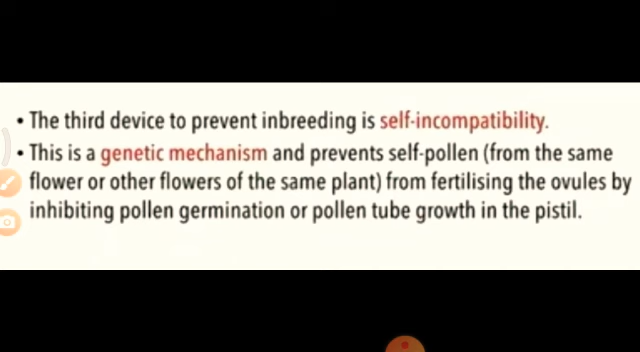 • The third device to prevent inbreeding is self-incompatibility.
• This is a genetic mechanism and prevents self-pollen (from the same
flower or other flowers of the same plant) from fertilising the ovules by
inhibiting pollen germination or pollen tube growth in the pistil.